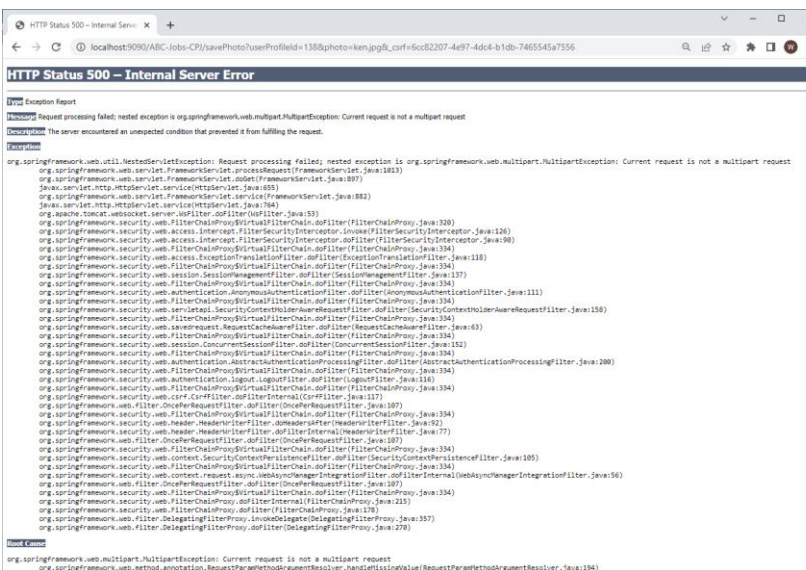 HTTP Status 500 – Internal Server
localhost:9090/ABC-Jobs-CPJ/savePhoto?userProfileId=138&photo=ken.jpg&_csrf=6cc82207-4e97-4dc4-b1db-7465545a7556
W
HTTP Status 500 – Internal Server Error
Type Exception Report
Message Request processing failed; nested exception is org.springframework.web.multipart.MultipartException: Current request is not a multipart request
Description The server encountered an unexpected condition that prevented it from fulfilling the request.
Exception
org.springframework.web.util.NestedServletException: Request processing failed; nested exception is org.springframework.web.multipart.MultipartException: Current request is not a multipart request
org.springframework.web.servlet.FrameworkServlet.processRequest(FrameworkServlet.java:1013)
org.springframework.web.servlet.FrameworkServlet.doGet(FrameworkServlet.java:897)
javax.servlet.http.HttpServlet.service(HttpServlet.java:655)
org.springframework.web.servlet.FrameworkServlet.service(FrameworkServlet.java:882)
javax.servlet.http.HttpServlet.service(HttpServlet.java:764)
org.apache.tomcat.websocket.server.WsFilter.doFilter(WsFilter.java:53)
org.springframework.security.web.FilterChainProxy$VirtualFilterChain.doFilter(FilterChainProxy.java:320)
org.springframework.security.web.access.intercept.FilterSecurityInterceptor.invoke(FilterSecurityInterceptor.java:126)
org.springframework.security.web.access.intercept.FilterSecurityInterceptor.doFilter(FilterSecurityInterceptor.java:90)
org.springframework.security.web.FilterChainProxy$VirtualFilterChain.doFilter(FilterChainProxy.java:334)
org.springframework.security.web.access.ExceptionTranslationFilter.doFilter(ExceptionTranslationFilter.java:118)
org.springframework.security.web.FilterChainProxy$VirtualFilterChain.doFilter(FilterChainProxy.java:334)
org.springframework.security.web.session.SessionManagementFilter.doFilter(SessionManagementFilter.java:137)
org.springframework.security.web.FilterChainProxy$VirtualFilterChain.doFilter(FilterChainProxy.java:334)
org.springframework.security.web.authentication.AnonymousAuthenticationFilter.doFilter(AnonymousAuthenticationFilter.java:111)
org.springframework.security.web.FilterChainProxy$VirtualFilterChain.doFilter(FilterChainProxy.java:334)
org.springframework.security.web.servletapi.SecurityContextHolderAwareRequestFilter.doFilter(SecurityContextHolderAwareRequestFilter.java:158)
org.springframework.security.web.FilterChainProxy$VirtualFilterChain.doFilter(FilterChainProxy.java:334)
org.springframework.security.web.savedrequest.RequestCacheAwareFilter.doFilter(RequestCacheAwareFilter.java:63)
org.springframework.security.web.FilterChainProxy$VirtualFilterChain.doFilter(FilterChainProxy.java:334)
org.springframework.security.web.session.ConcurrentSessionFilter.doFilter(ConcurrentSessionFilter.java:152)
org.springframework.security.web.FilterChainProxy$VirtualFilterChain.doFilter(FilterChainProxy.java:334)
org.springframework.security.web.authentication.AbstractAuthenticationProcessingFilter.doFilter(AbstractAuthenticationProcessingFilter.java:200)
org.springframework.security.web.FilterChainProxy$VirtualFilterChain.doFilter(FilterChainProxy.java:334)
org.springframework.security.web.authentication.logout.LogoutFilter.doFilter(LogoutFilter.java:116)
org.springframework.security.web.FilterChainProxy$VirtualFilterChain.doFilter(FilterChainProxy.java:334)
org.springframework.security.web.csrf.CsrfFilter.doFilterInternal(CsrfFilter.java:117)
org.springframework.web.filter.OncePerRequestFilter.doFilter(OncePerRequestFilter.java:107)
org.springframework.security.web.FilterChainProxy$VirtualFilterChain.doFilter(FilterChainProxy.java:334)
org.springframework.security.web.header.HeaderWriterFilter.doHeadersAfter(HeaderWriterFilter.java:92)
org.springframework.security.web.header.HeaderWriterFilter.doFilterInternal(HeaderWriterFilter.java:77)
org.springframework.web.filter.OncePerRequestFilter.doFilter(OncePerRequestFilter.java:107)
org.springframework.security.web.FilterChainProxy$VirtualFilterChain.doFilter(FilterChainProxy.java:334)
org.springframework.security.web.context.SecurityContextPersistenceFilter.doFilter(SecurityContextPersistenceFilter.java:105)
org.springframework.security.web.FilterChainProxy$VirtualFilterChain.doFilter(FilterChainProxy.java:334)
org.springframework.security.web.context.request.async.WebAsyncManagerIntegrationFilter.doFilterInternal(WebAsyncManagerIntegrationFilter.java:56)
org.springframework.web.filter.OncePerRequestFilter.doFilter(OncePerRequestFilter.java:107)
org.springframework.security.web.FilterChainProxy$VirtualFilterChain.doFilter(FilterChainProxy.java:334)
org.springframework.security.web.FilterChainProxy.doFilterInternal(FilterChainProxy.java:215)
org.springframework.security.web.FilterChainProxy.doFilter(FilterChainProxy.java:178)
org.springframework.web.filter.DelegatingFilterProxy.invokeDelegate(DelegatingFilterProxy.java:357)
org.springframework.web.filter.DelegatingFilterProxy.doFilter(DelegatingFilterProxy.java:270)
Root Cause
org.springframework.web.multipart.MultipartException: Current request is not a multipart request
org.springframework.web.method.annotation.RequestParamMethodArgumentResolver.handleMissingValue(RequestParamMethodArgumentResolver.java:194)